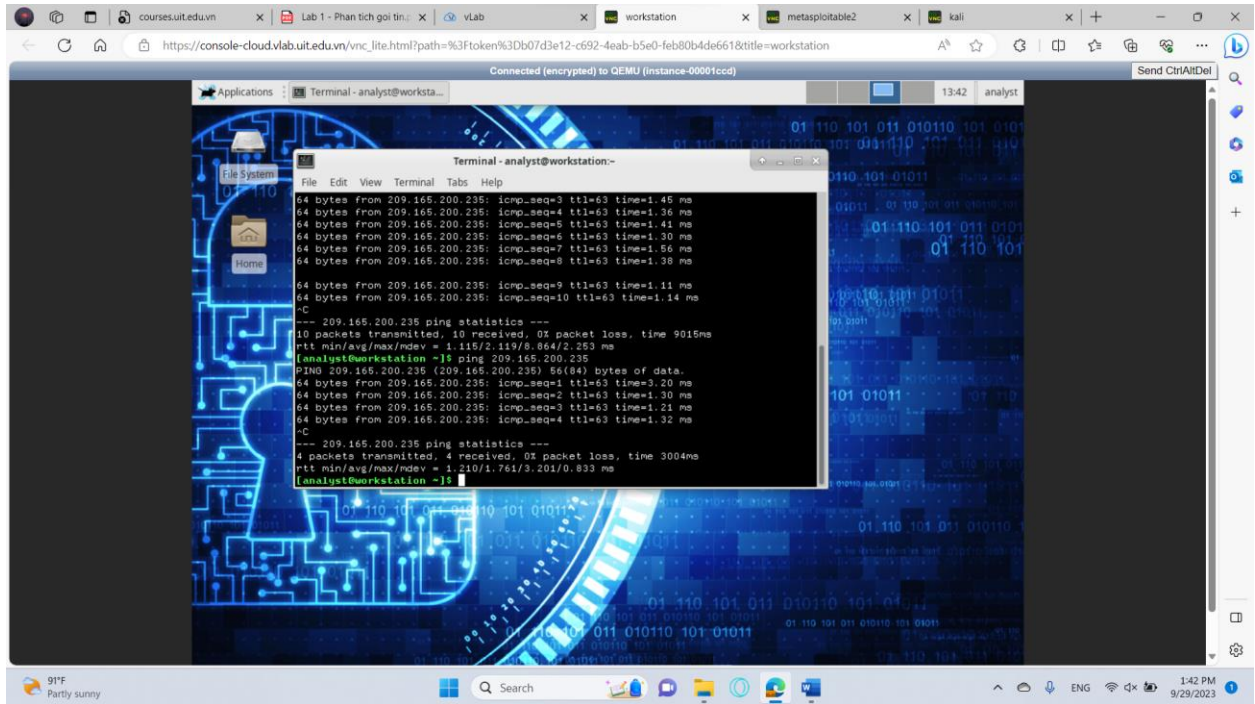 courses.uit.edu.vn
Lab 1 - Phan tich goi tin.p
vLab
workstation
metasploitable2
kali
https://console-cloud.vlab.uit.edu.vn/vnc_lite.html?path=%3Ftoken%3Db07d3e12-c692-4eab-b5e0-feb80b4de661&title=workstation
Connected (encrypted) to QEMU (instance-00001ccd)
Send CtrlAltDel
Applications
Terminal - analyst@worksta...
13:42
analyst
File System
Home
Terminal - analyst@workstation:~
File Edit View Terminal Tabs Help
64 bytes from 209.165.200.235: icmp_seq=3 ttl=63 time=1.45 ms
64 bytes from 209.165.200.235: icmp_seq=4 ttl=63 time=1.36 ms
64 bytes from 209.165.200.235: icmp_seq=5 ttl=63 time=1.41 ms
64 bytes from 209.165.200.235: icmp_seq=6 ttl=63 time=1.30 ms
64 bytes from 209.165.200.235: icmp_seq=7 ttl=63 time=1.56 ms
64 bytes from 209.165.200.235: icmp_seq=8 ttl=63 time=1.38 ms
64 bytes from 209.165.200.235: icmp_seq=9 ttl=63 time=1.11 ms
64 bytes from 209.165.200.235: icmp_seq=10 ttl=63 time=1.14 ms
^C
--- 209.165.200.235 ping statistics ---
10 packets transmitted, 10 received, 0% packet loss, time 9015ms
rtt min/avg/max/mdev = 1.115/2.119/8.864/2.253 ms
[analyst@workstation ~]$ ping 209.165.200.235
PING 209.165.200.235 (209.165.200.235) 56(84) bytes of data.
64 bytes from 209.165.200.235: icmp_seq=1 ttl=63 time=3.20 ms
64 bytes from 209.165.200.235: icmp_seq=2 ttl=63 time=1.30 ms
64 bytes from 209.165.200.235: icmp_seq=3 ttl=63 time=1.21 ms
64 bytes from 209.165.200.235: icmp_seq=4 ttl=63 time=1.32 ms
^C
--- 209.165.200.235 ping statistics ---
4 packets transmitted, 4 received, 0% packet loss, time 3004ms
rtt min/avg/max/mdev = 1.210/1.761/3.201/0.833 ms
[analyst@workstation ~]$
91°F
Partly sunny
Search
ENG
1:42 PM
9/29/2023